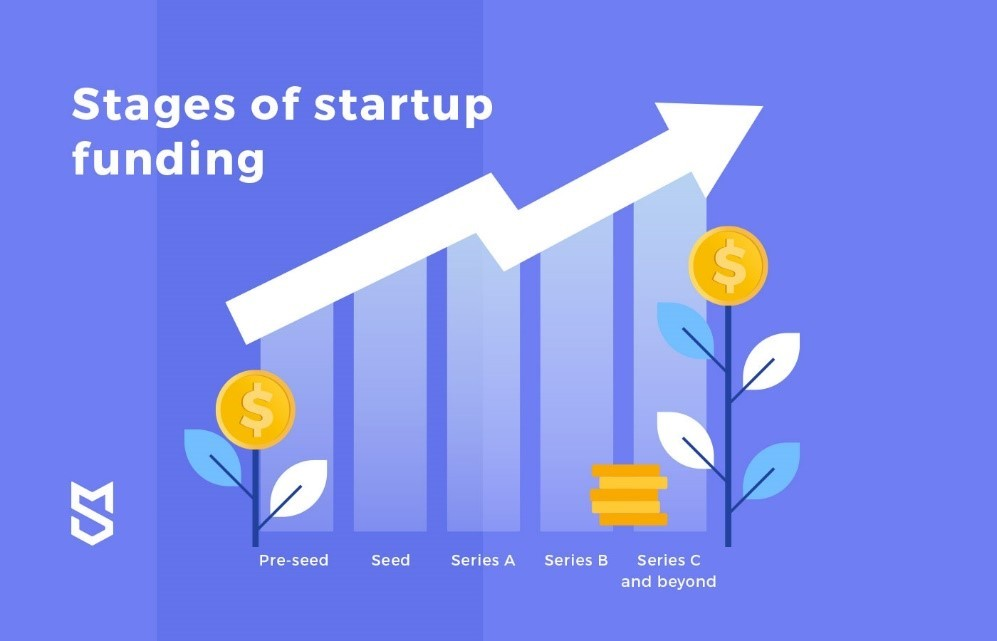 Stages of startup
funding
Pre-seed
Seed
Series A
Series B
Series C
and beyond